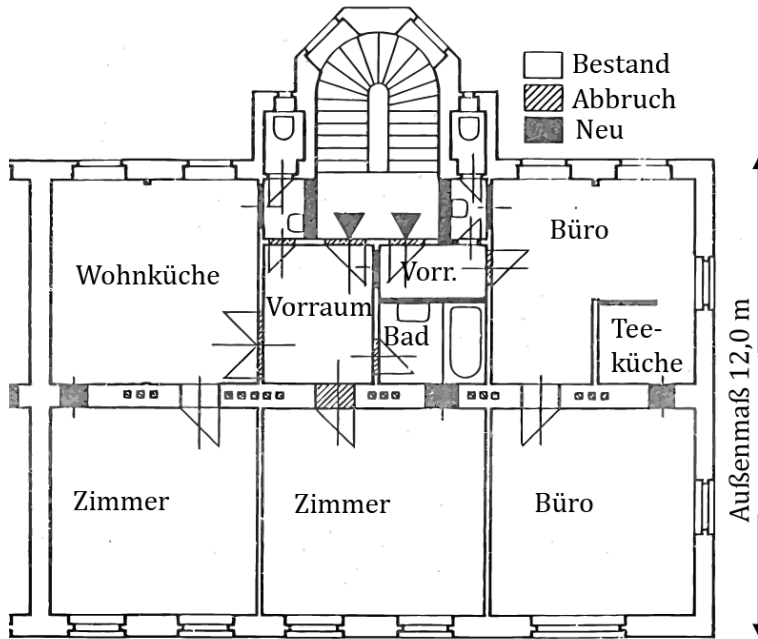 Bestand
Abbruch
Neu
Wohnküche
Vorraum
Vorr.
Bad
Büro
Tee-
küche
Zimmer
Zimmer
Büro
Außenmaß 12,0 m